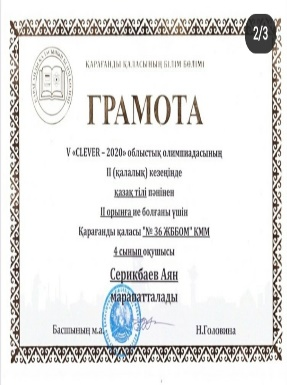 2/3
ҚАРАҒАНДЫ ҚАЛАСЫНЫҢ БІЛІМ БӨЛІМІ
ГРАМОТА
V «CLEVER – 2020» облыстық олимпиадасының
II (қалалық) кезеңінде
қазақ тілі пәнінен
II орынға ие болғаны үшін
Қарағанды қаласы "№ 36 ЖББОМ" КММ
4 сынып оқушысы
Серикбаев Аян
марапатталады
Басшының м.а.
Н.Головина